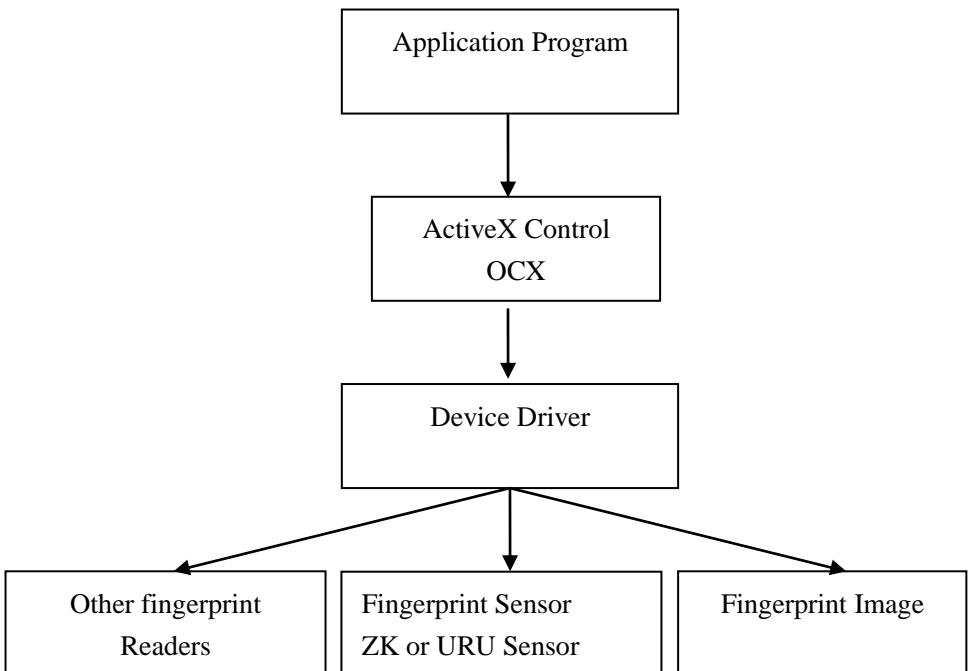 Application Program
ActiveX Control
OCX
Device Driver
Other fingerprint
Readers
Fingerprint Sensor
ZK or URU Sensor
Fingerprint Image